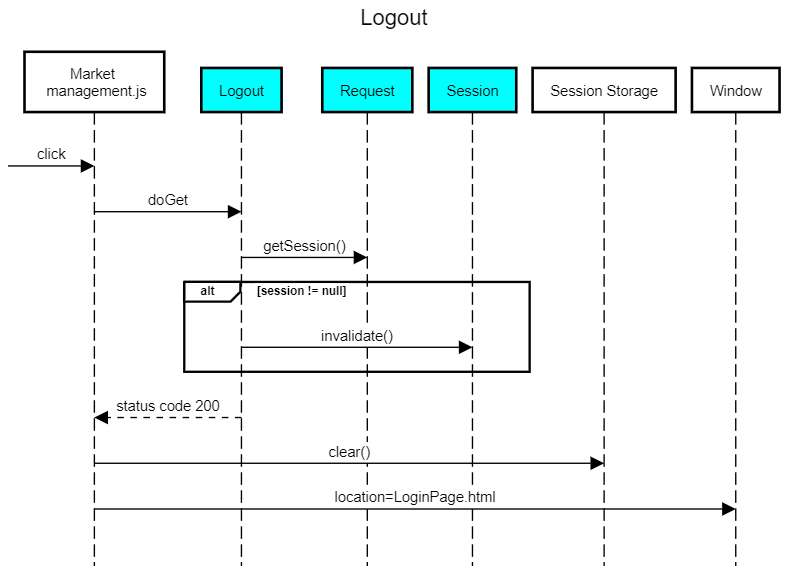 Logout
Market
management.js
Logout
Request
Session
Session Storage
Window
click
doGet
getSession()
alt
[session != null]
invalidate()
status code 200
clear()
location=LoginPage.html